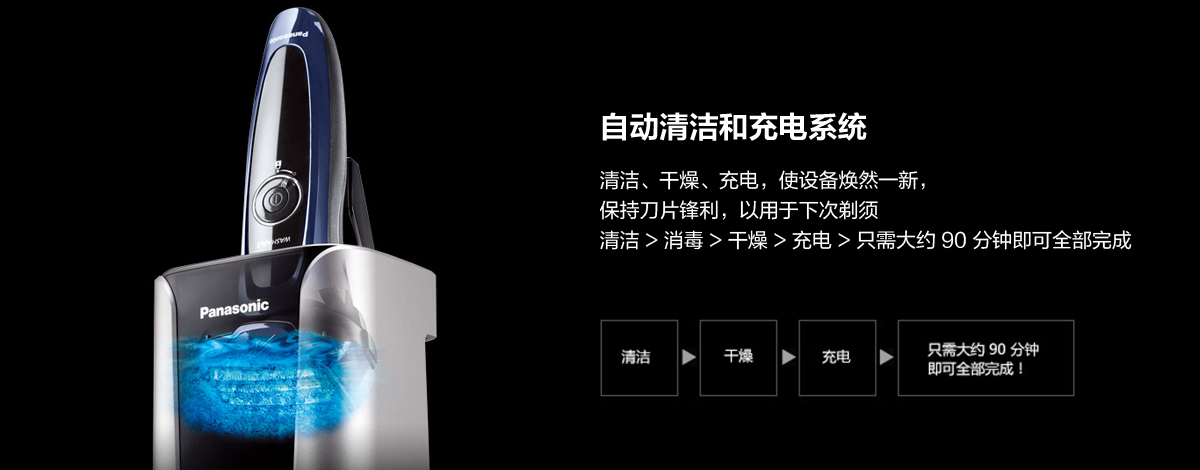 Panasonic
WASHABLE
Panasonic
自动清洁和充电系统
清洁、干燥、充电，使设备焕然一新，
保持刀片锋利，以用于下次剃须
清洁 > 消毒 > 干燥 > 充电 > 只需大约 90 分钟即可全部完成
清洁
干燥
充电
只需大约 90 分钟
即可全部完成！